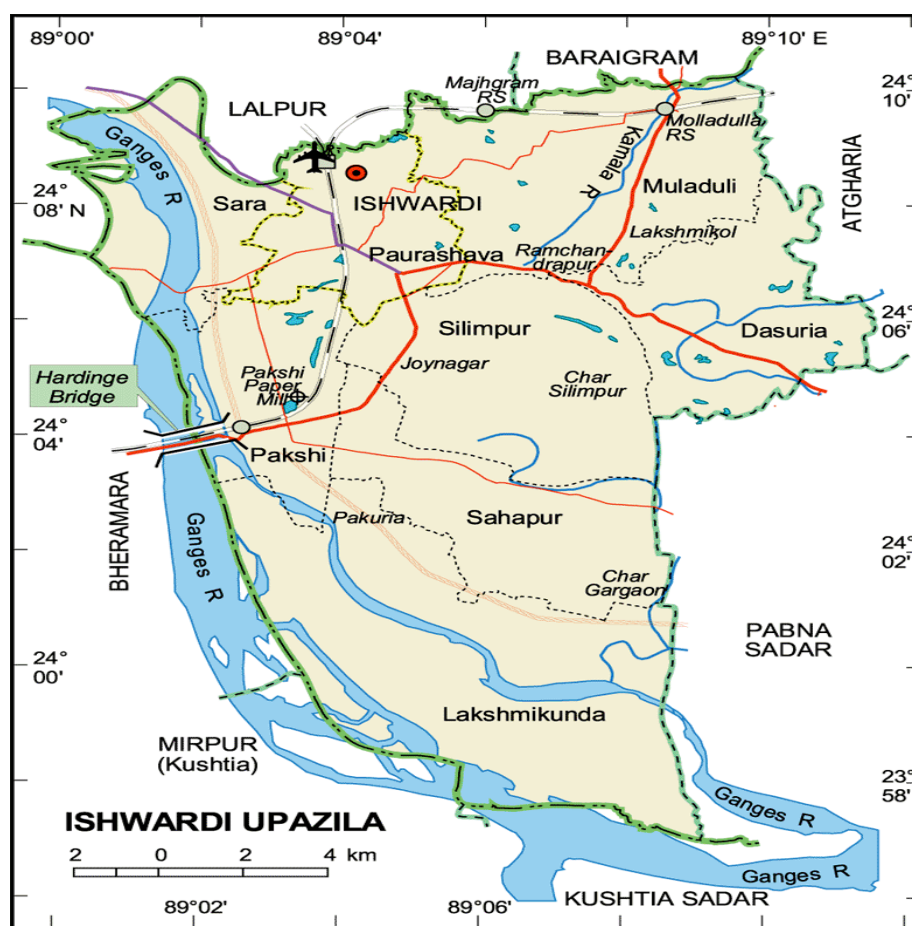 89°00' 89°04' 89°10' E
BARAIGRAM
Majhgram
RS
24°
10'
LALPUR
Molladulla
RS
Ganges R
Kamala R
ATGHARIA
24°
08' N
Sara
ISHWARDI
Muladuli
Lakshmikol
Paurashava
Ramchan-
drapur
24°
06'
Silimpur
Dasuria
Hardinge
Bridge
Pakshi
Paper
Mill
Joynagar
Char
Silimpur
24°
04'
Pakshi
BHERAMARA
Ganges R
Pakuria
Sahapur
24°
02'
Char
Gargaon
PABNA
SADAR
24°
00'
Lakshmikunda
MIRPUR
(Kushtia)
23°
58'
Ganges R
ISHWARDI UPAZILA
2 0 2 4 km
Ganges R
KUSHTIA SADAR
89°02' 89°06'